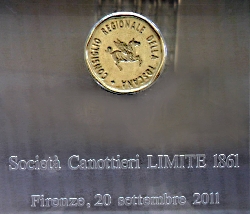 CONSIGLIO REGIONALE DELLA TOSCANA
Società Canottieri LIMITE 1861
Firenze, 20 settembre 2011